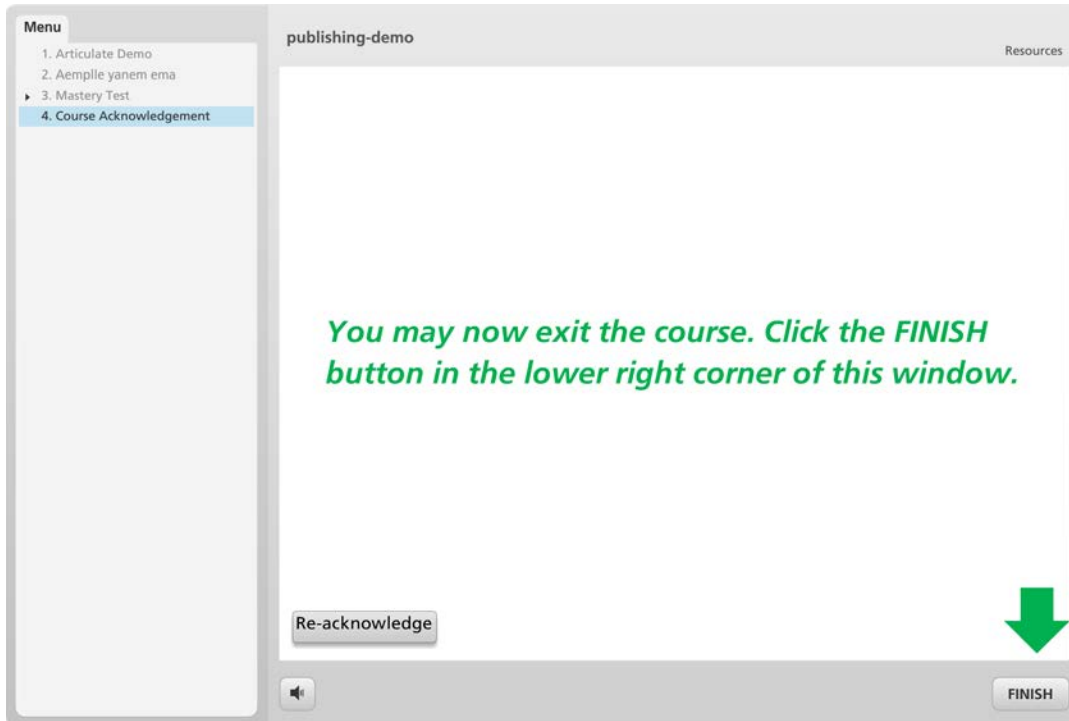 Menu
1. Articulate Demo
2. Aemplle yanem ema
3. Mastery Test
4. Course Acknowledgement
publishing-demo
Resources
You may now exit the course. Click the FINISH
button in the lower right corner of this window.
Re-acknowledge
FINISH